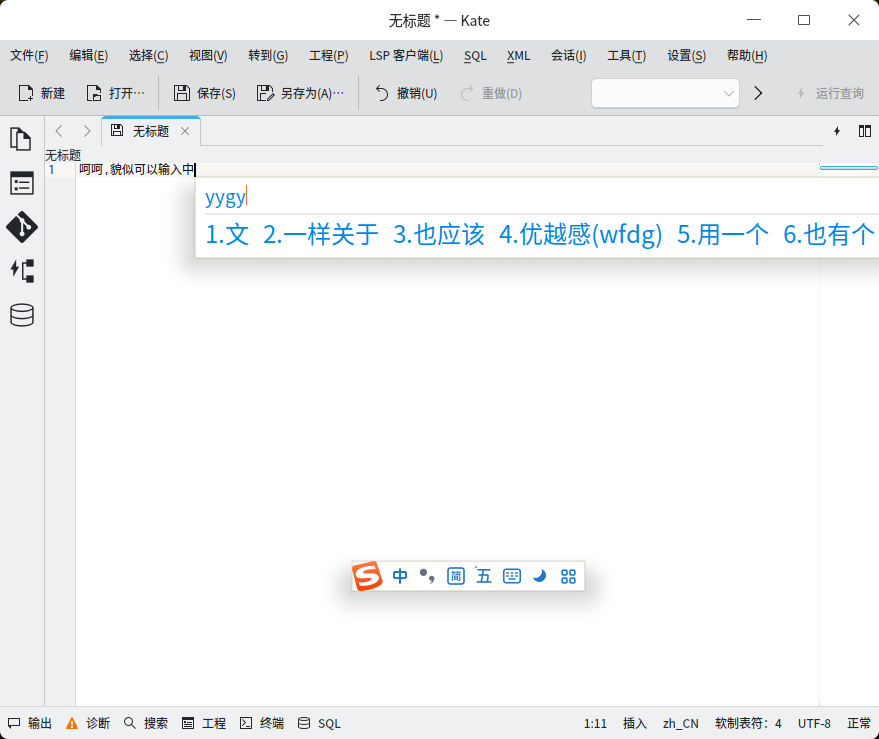 无标题 * — Kate
文件(F) 编辑(E) 选择(C) 视图(V) 转到(G) 工程(P) LSP 客户端(L) SQL XML 会话(I) 工具(T) 设置(S) 帮助(H)
新建 打开… 保存(S) 另存为(A)… 撤销(U) 重做(D) 运行查询
无标题
无标题
1 呵呵,貌似可以输入中
yygy
1.文 2.一样关于 3.也应该 4.优越感(wfdg) 5.用一个 6.也有个
S 中 简 五
输出 诊断 搜索 工程 终端 SQL 1:11 插入 zh_CN 软制表符：4 UTF-8 正常